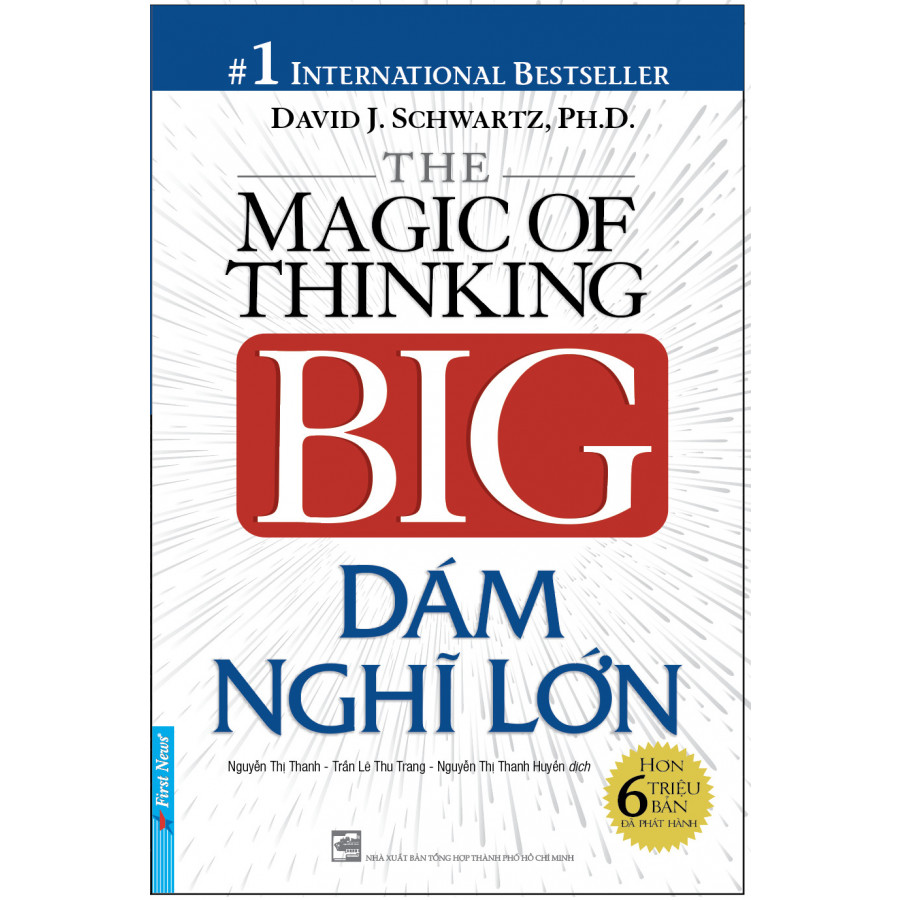 #1 INTERNATIONAL BESTSELLER
DAVID J. SCHWARTZ, PH.D.
THE
MAGIC OF
THINKING
BIG
DÁM
NGHĨ LỚN
Nguyễn Thị Thanh - Trần Lê Thu Trang - Nguyễn Thị Thanh Huyền dịch
HƠN
6 TRIỆU
BẢN
ĐÃ PHÁT HÀNH
First News®
NHÀ XUẤT BẢN TỔNG HỢP THÀNH PHỐ HỒ CHÍ MINH